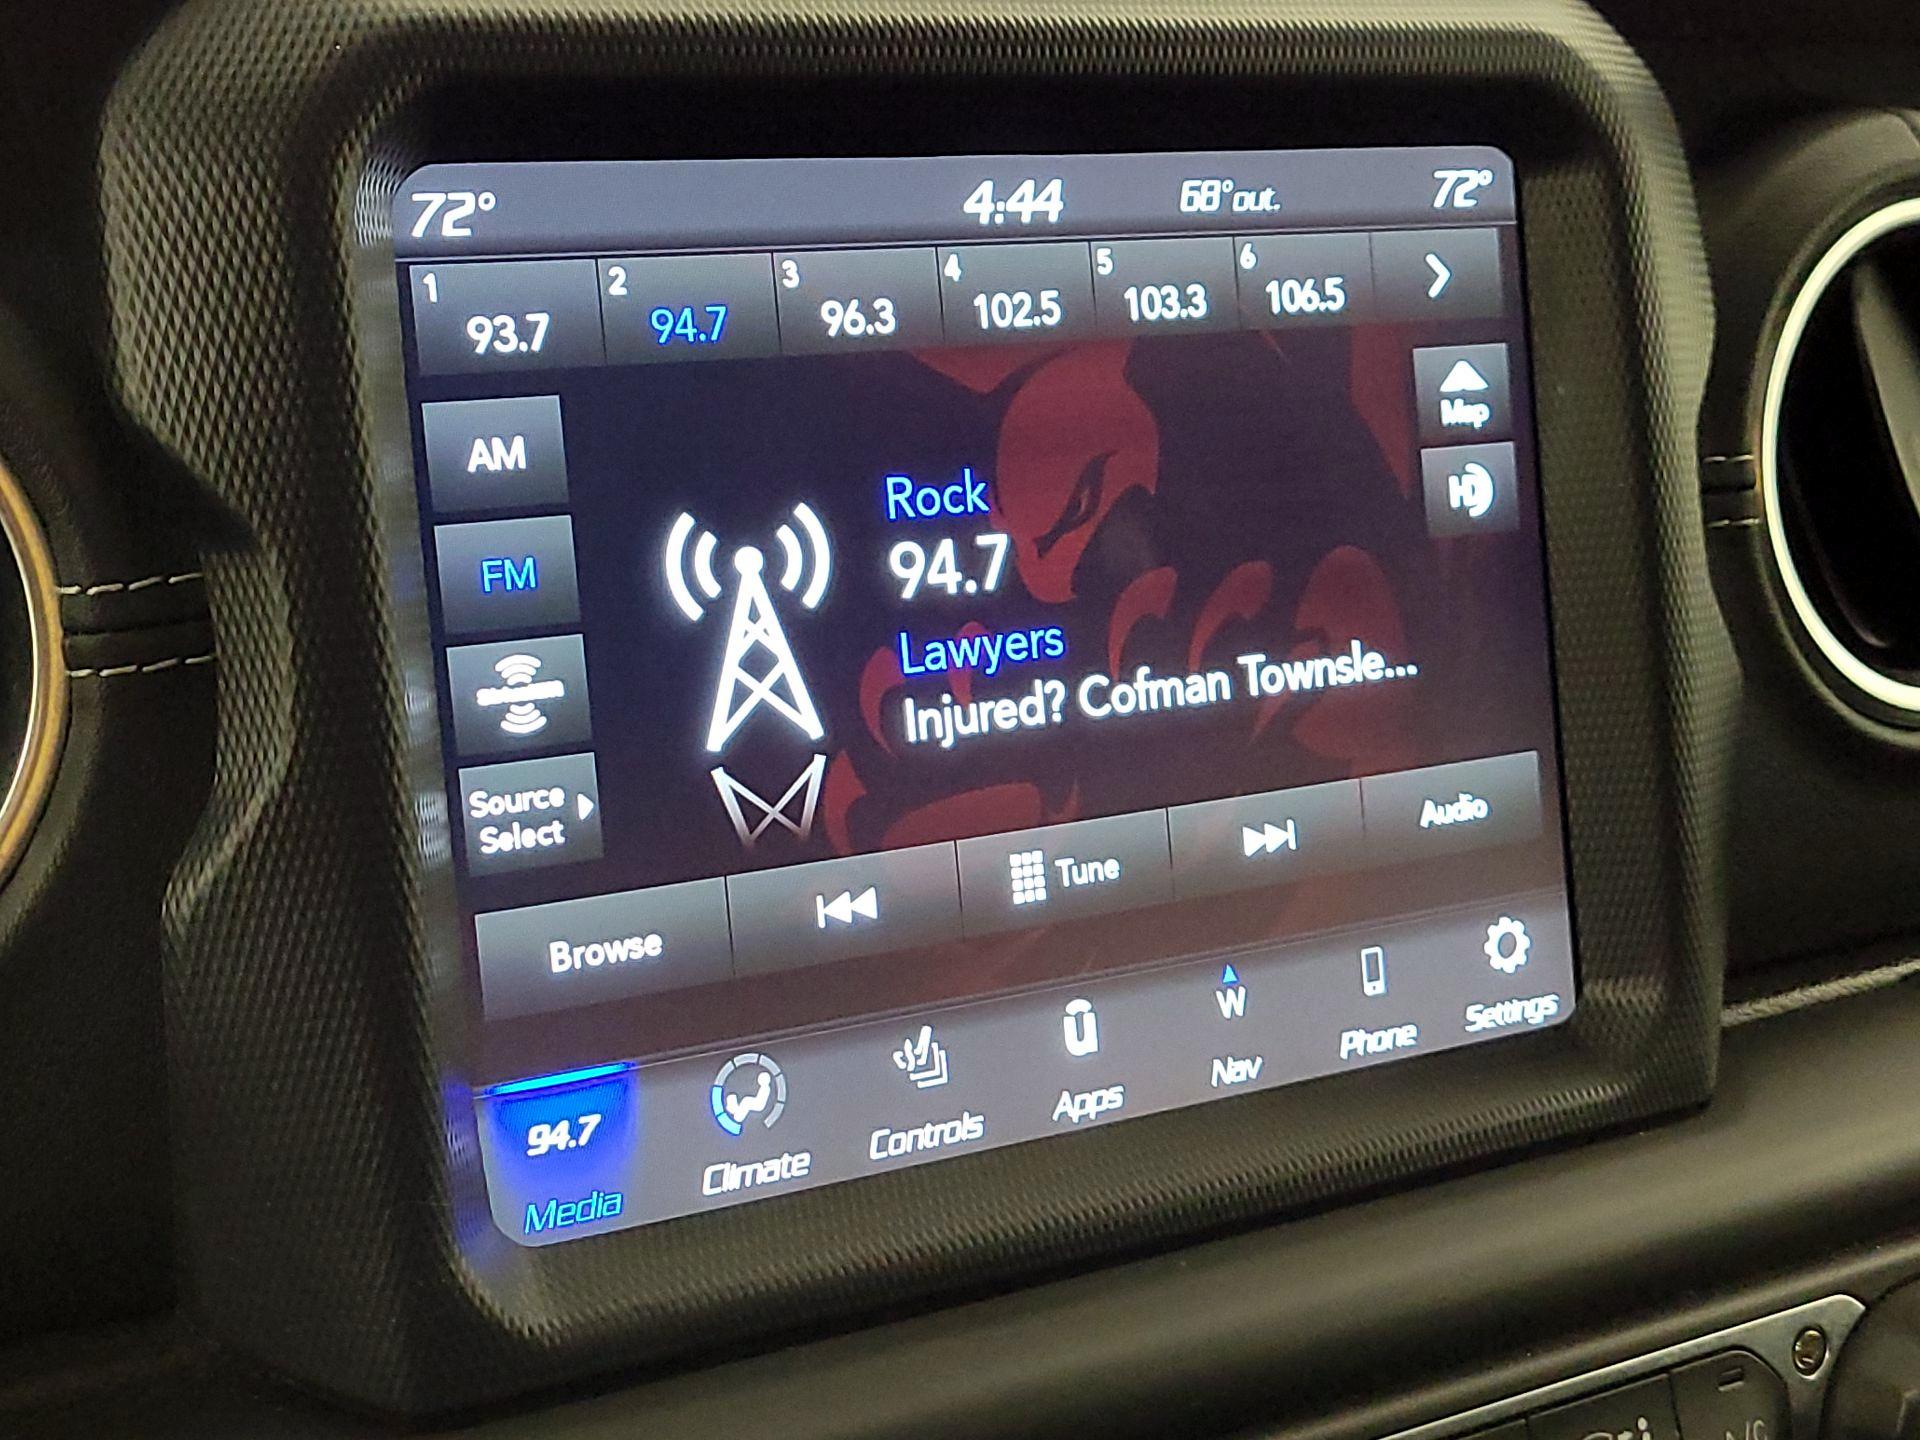 72° 4:44 68°out. 72°
1 2 3 4 5 6
93.7 94.7 96.3 102.5 103.3 106.5
AM
Map
FM
HD
Rock
94.7
Lawyers
Injured? Cofman Townsle...
Source
Select
Browse Tune Audio
94.7 W
Media Climate Controls Apps Nav Phone Settings